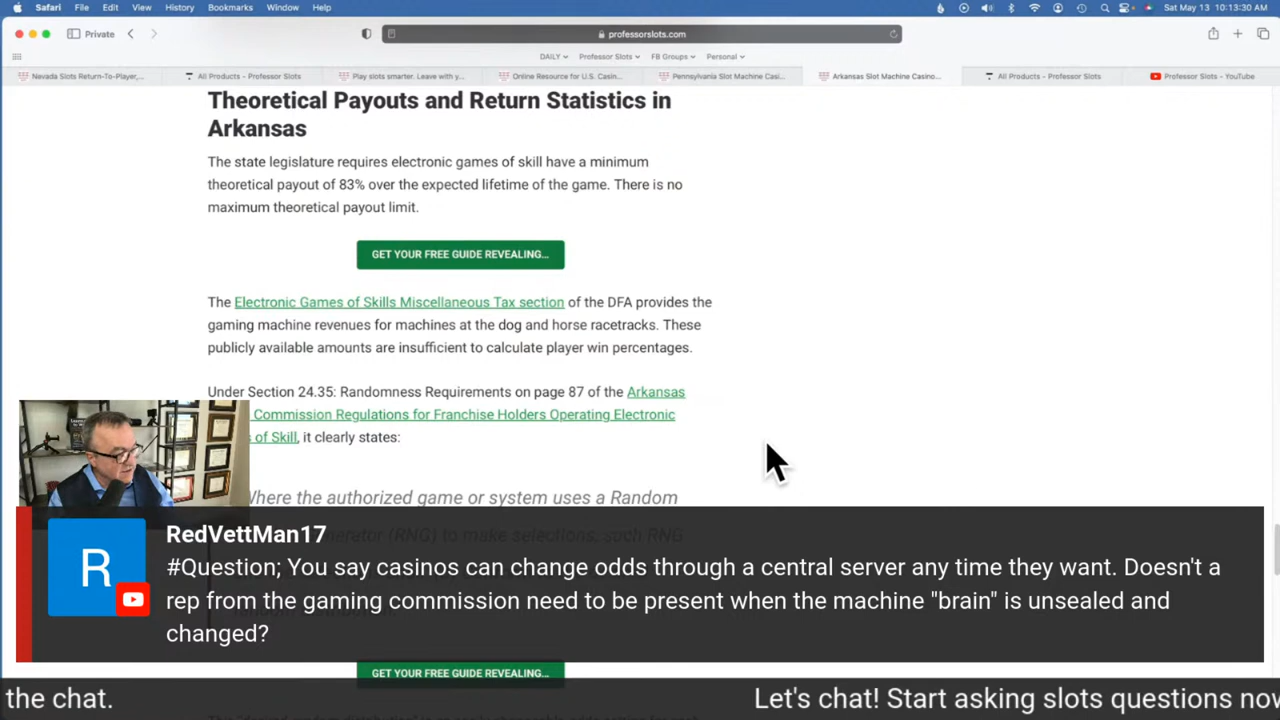 Safari File Edit View History Bookmarks Window Help Sat May 13 10:13:30 AM
Private professorslots.com
DAILY Professor Slots FB Groups Personal
Nevada Slots Return-To-Player,... All Products - Professor Slots Play slots smarter. Leave with y... Online Resource for U.S. Casin... Pennsylvania Slot Machine Casi... Arkansas Slot Machine Casino... All Products - Professor Slots Professor Slots - YouTube
Theoretical Payouts and Return Statistics in
Arkansas
The state legislature requires electronic games of skill have a minimum
theoretical payout of 83% over the expected lifetime of the game. There is no
maximum theoretical payout limit.
GET YOUR FREE GUIDE REVEALING...
The Electronic Games of Skills Miscellaneous Tax section of the DFA provides the
gaming machine revenues for machines at the dog and horse racetracks. These
publicly available amounts are insufficient to calculate player win percentages.
Under Section 24.35: Randomness Requirements on page 87 of the Arkansas
Commission Regulations for Franchise Holders Operating Electronic
of Skill, it clearly states:
Where the authorized game or system uses a Random
(RNG) to make selections, such RNG
RedVettMan17
R
#Question; You say casinos can change odds through a central server any time they want. Doesn't a
rep from the gaming commission need to be present when the machine "brain" is unsealed and
changed?
GET YOUR FREE GUIDE REVEALING...
the chat. Let's chat! Start asking slots questions now